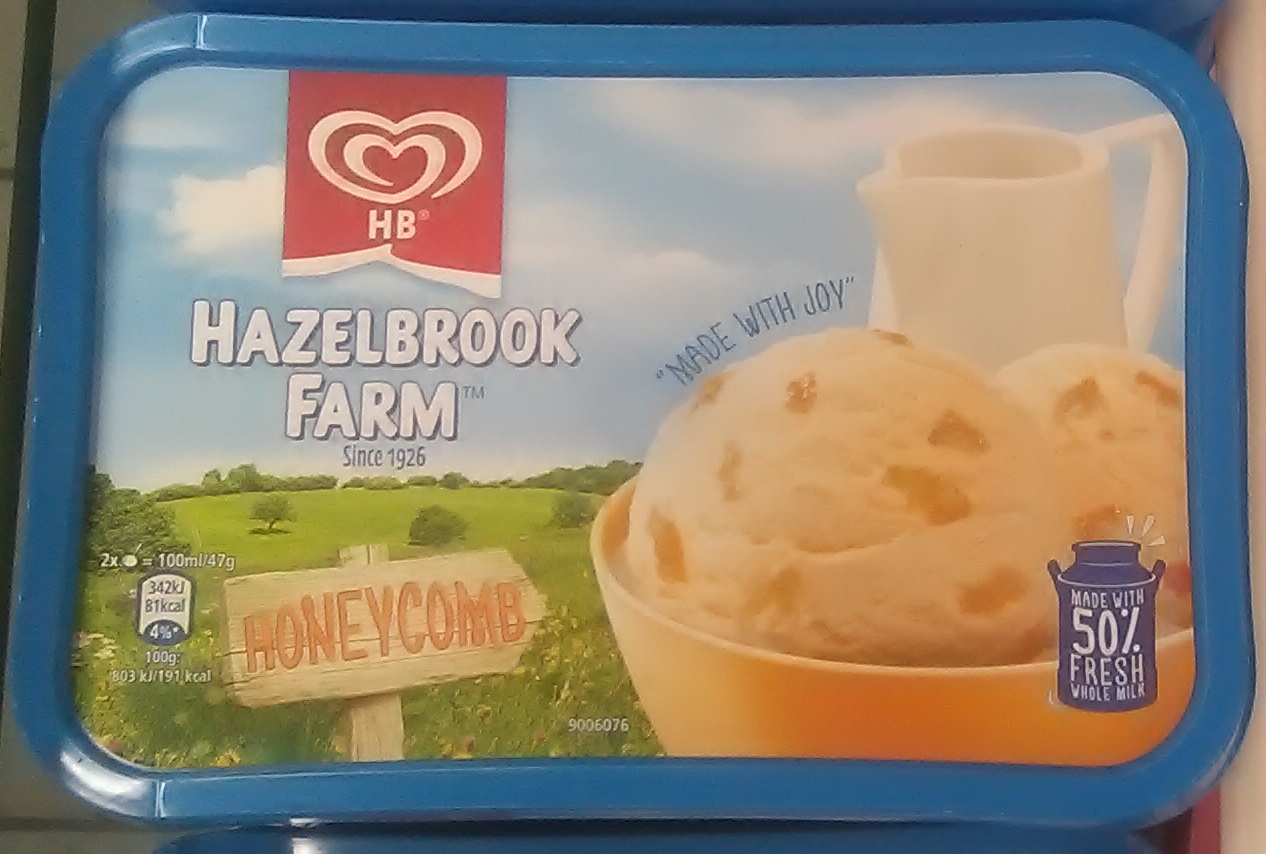 HB®
HAZELBROOK
FARM™
Since 1926
"MADE WITH JOY"
2x = 100ml/47g
342kJ
81kcal
4%*
100g:
803 kJ/191 kcal
HONEYCOMB
9006076
MADE WITH
50%
FRESH
WHOLE MILK